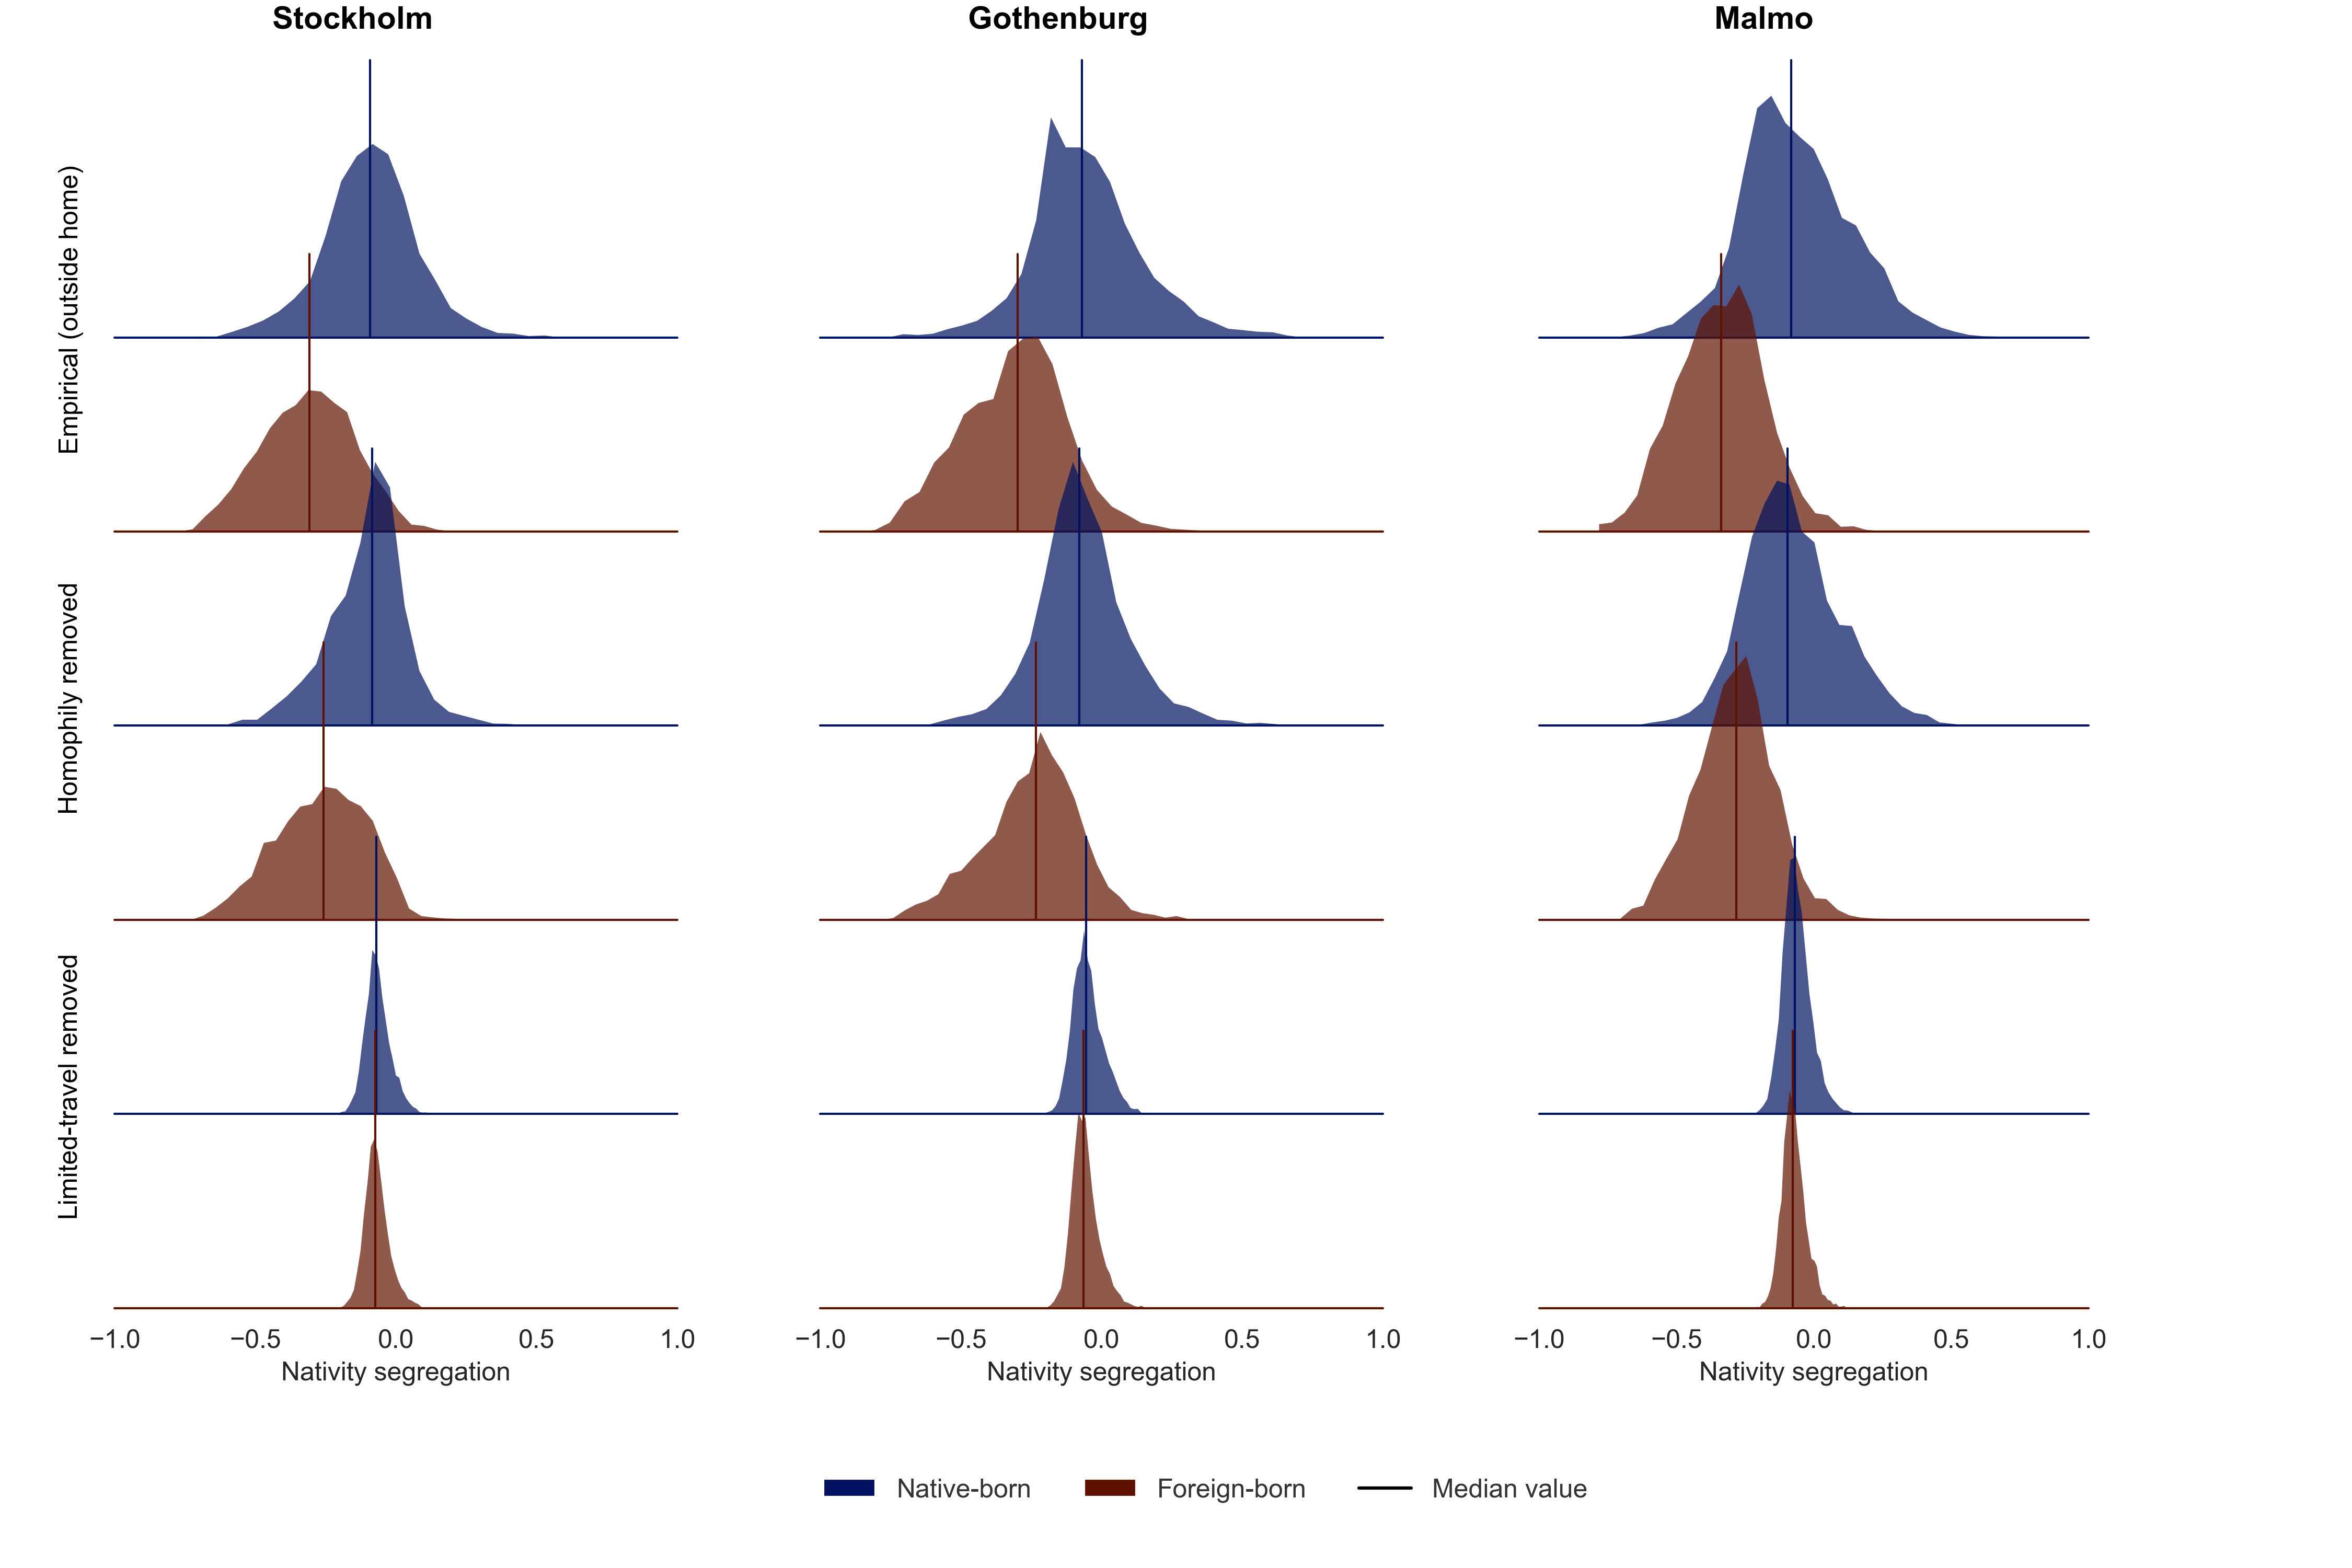 Stockholm
Gothenburg
Malmo
Empirical (outside home)
Homophily removed
Limited-travel removed
−1.0 −0.5 0.0 0.5 1.0
−1.0 −0.5 0.0 0.5 1.0
−1.0 −0.5 0.0 0.5 1.0
Nativity segregation
Nativity segregation
Nativity segregation
Native-born
Foreign-born
Median value